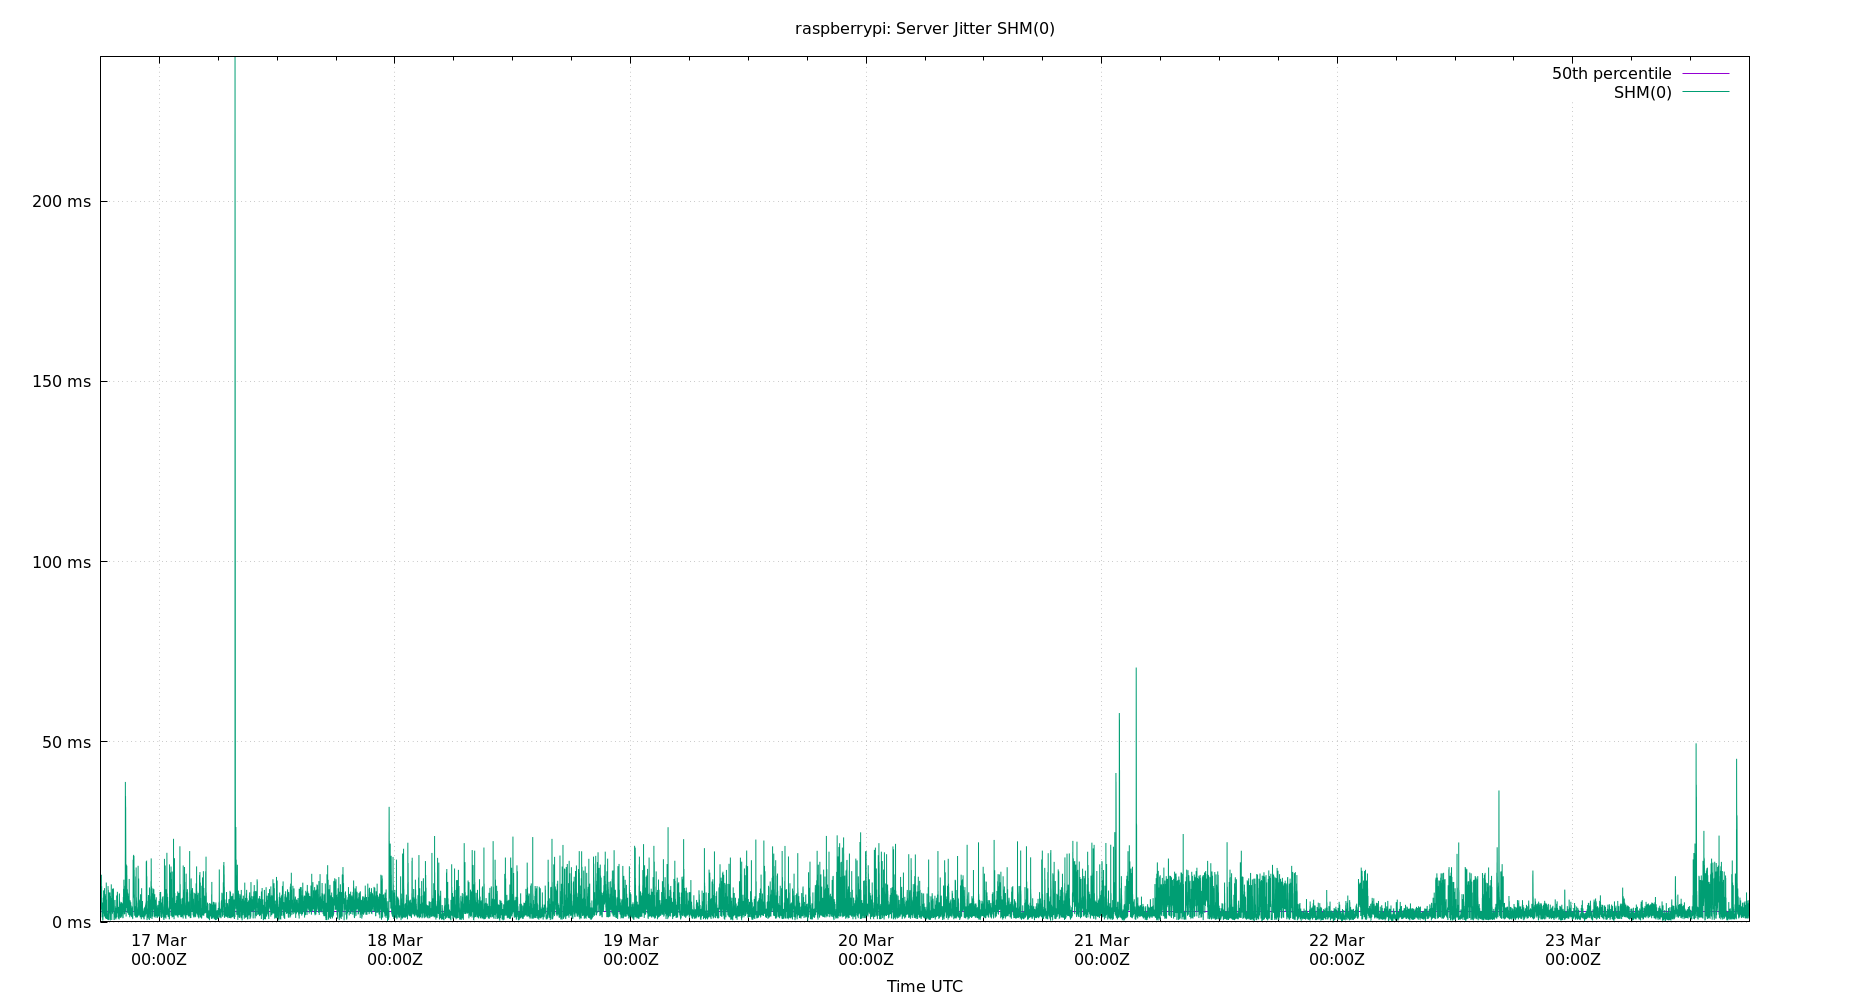 raspberrypi: Server Jitter SHM(0)
50th percentile
SHM(0)
200 ms
150 ms
100 ms
50 ms
0 ms
17 Mar 18 Mar 19 Mar 20 Mar 21 Mar 22 Mar 23 Mar
00:00Z 00:00Z 00:00Z 00:00Z 00:00Z 00:00Z 00:00Z
Time UTC